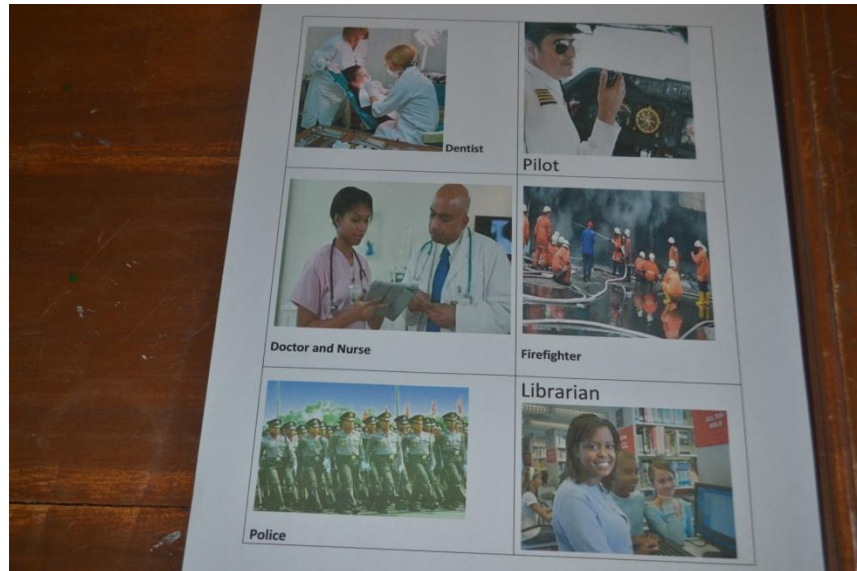 Dentist
Pilot
Doctor and Nurse
Firefighter
Librarian
Police